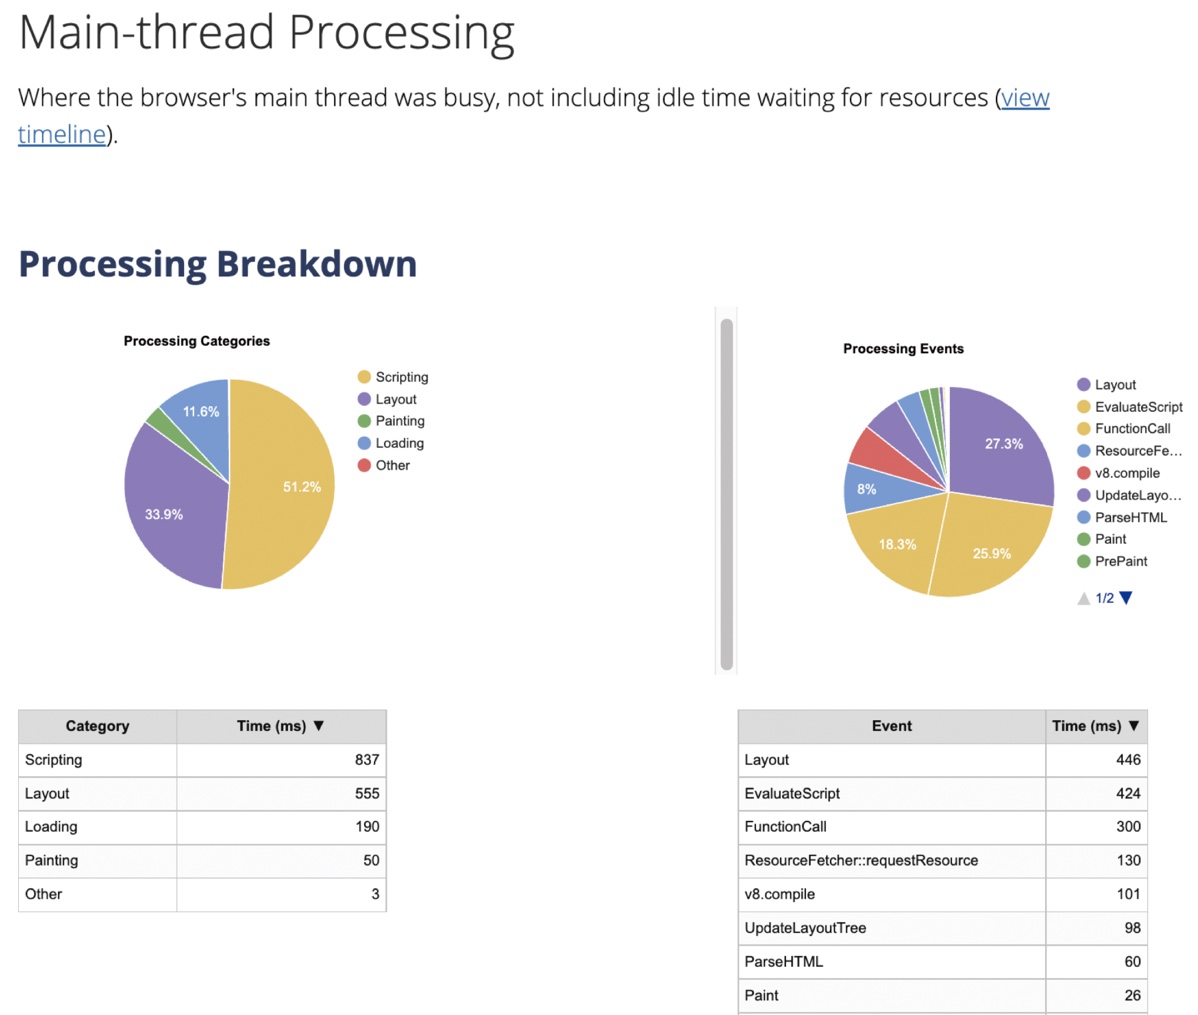 Main-thread Processing
Where the browser's main thread was busy, not including idle time waiting for resources (view
timeline).
Processing Breakdown
Processing Categories
11.6%
51.2%
33.9%
Scripting
Layout
Painting
Loading
Other
Processing Events
27.3%
8%
18.3%
25.9%
Layout
EvaluateScript
FunctionCall
ResourceFe...
v8.compile
UpdateLayo...
ParseHTML
Paint
PrePaint
▲ 1/2 ▼
Category Time (ms) ▼
Scripting 837
Layout 555
Loading 190
Painting 50
Other 3
Event Time (ms) ▼
Layout 446
EvaluateScript 424
FunctionCall 300
ResourceFetcher::requestResource 130
v8.compile 101
UpdateLayoutTree 98
ParseHTML 60
Paint 26